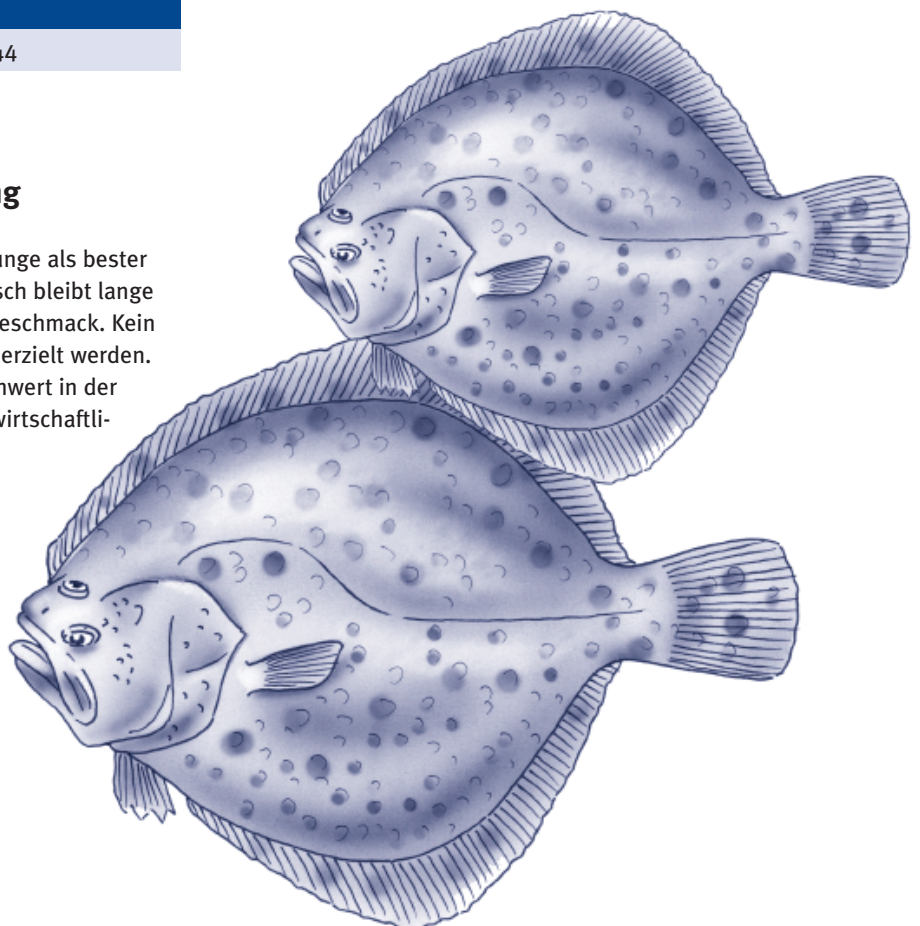 44
g
unge als bester
sch bleibt lange
eschmack. Kein
erzielt werden.
nwert in der
wirtschaftli-